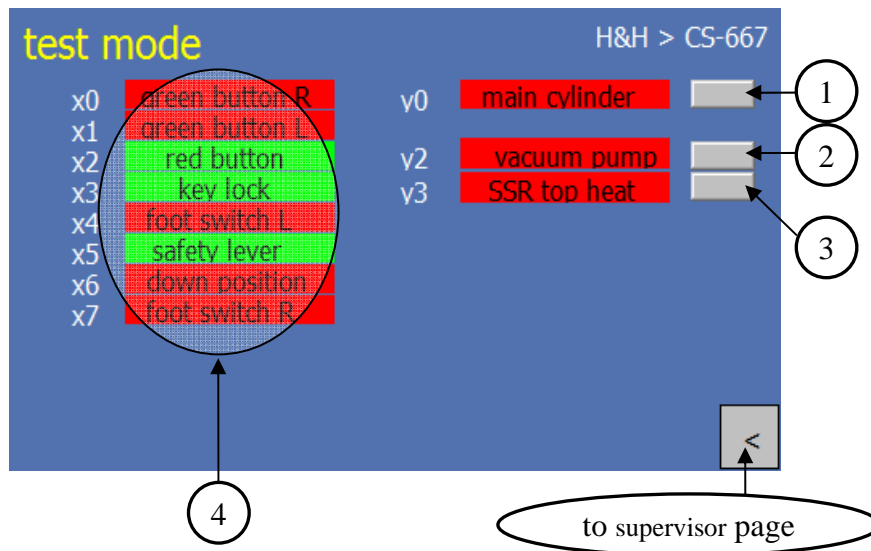 test mode H&H > CS-667
x0 green button R y0 main cylinder 1
x1 green button L
x2 red button y2 vacuum pump 2
x3 key lock y3 SSR top heat
x4 foot switch L 3
x5 safety lever
x6 down position
x7 foot switch R
<
4
to supervisor page